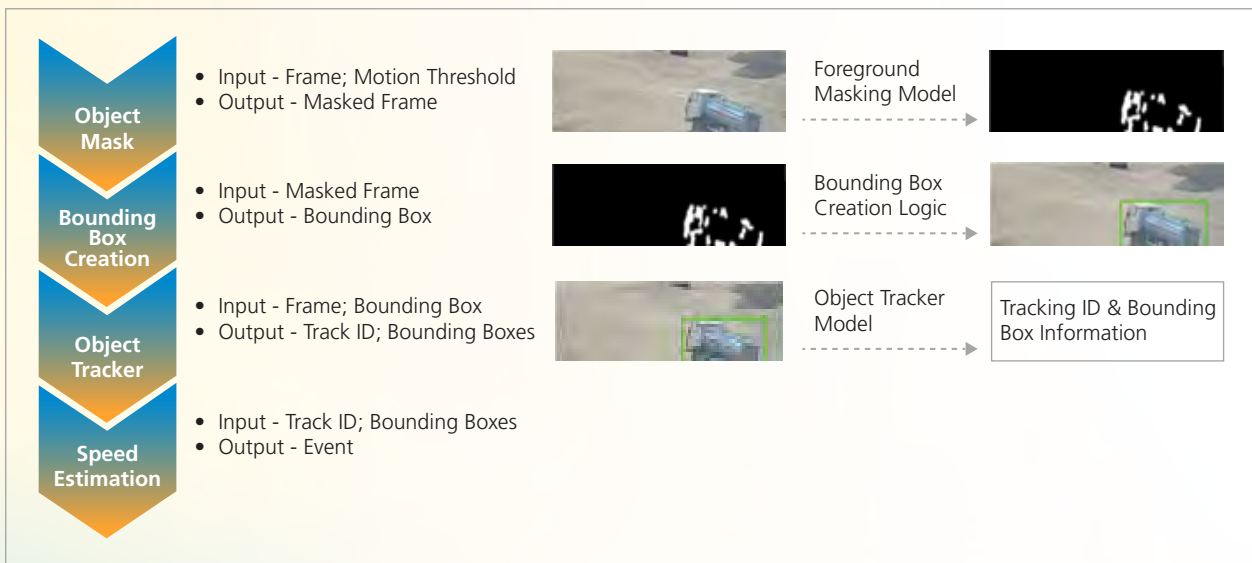 Object
Mask
• Input - Frame; Motion Threshold
• Output - Masked Frame
Foreground
Masking Model
Bounding
Box
Creation
• Input - Masked Frame
• Output - Bounding Box
Bounding Box
Creation Logic
Object
Tracker
• Input - Frame; Bounding Box
• Output - Track ID; Bounding Boxes
Object Tracker
Model
Tracking ID & Bounding
Box Information
Speed
Estimation
• Input - Track ID; Bounding Boxes
• Output - Event